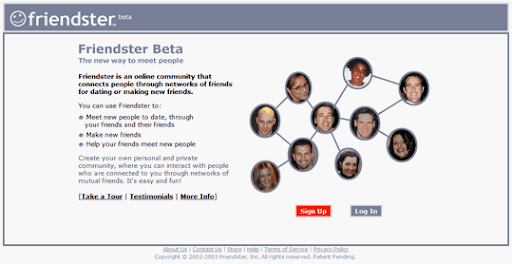 friendster beta
Friendster Beta
The new way to meet people
Friendster is an online community that
connects people through networks of friends
for dating or making new friends.
You can use Friendster to:
Meet new people to date, through
your friends and their friends
Make new friends
Help your friends meet new people
Create your own personal and private
community, where you can interact with people
who are connected to you through networks of
mutual friends. It's easy and fun!
[Take a Tour | Testimonials | More Info]
Sign Up Log In
About Us | Contact Us | Store | Help | Terms of Service | Privacy Policy
Copyright © 2002-2003 Friendster, Inc. All rights reserved. Patent Pending.